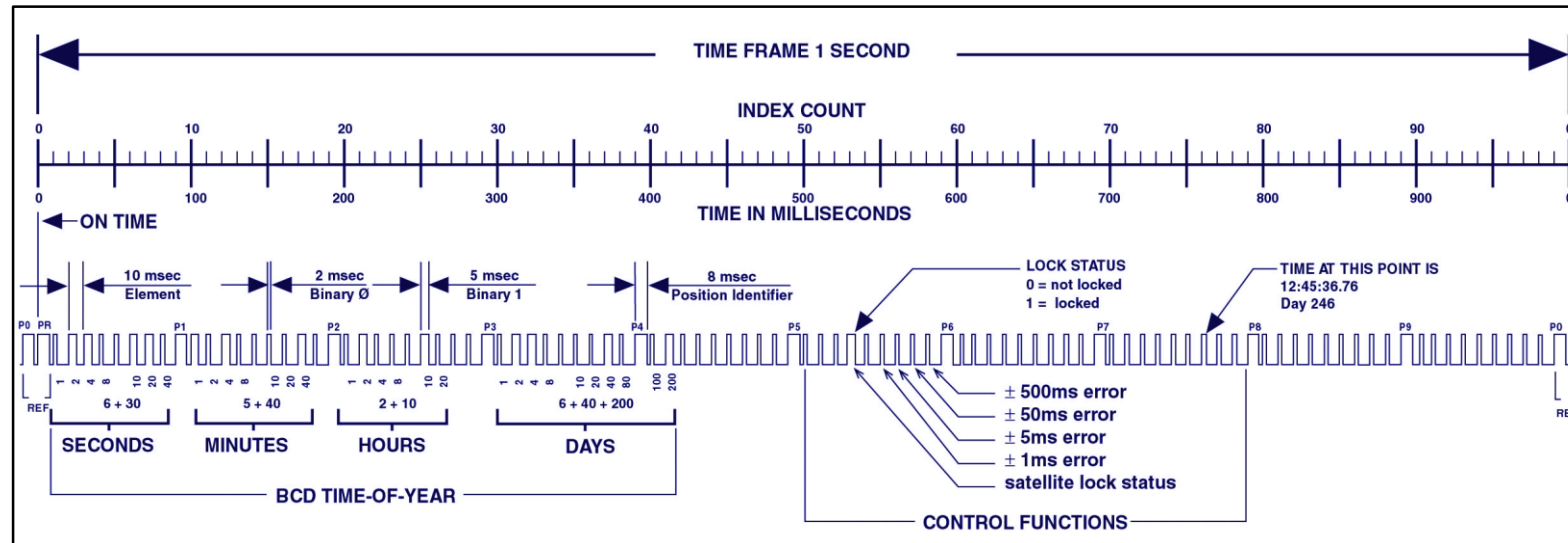 TIME FRAME 1 SECOND
INDEX COUNT
0 10 20 30 40 50 60 70 80 90
0 100 200 300 400 500 600 700 800 900
TIME IN MILLISECONDS
ON TIME
10 msec
Element
2 msec
Binary Ø
5 msec
Binary 1
8 msec
Position Identifier
LOCK STATUS
0 = not locked
1 = locked
TIME AT THIS POINT IS
12:45:36.76
Day 246
P0 PR P1 P2 P3 P4 P5 P6 P7 P8 P9 P0
1 2 4 8 10 20 40 1 2 4 8 10 20 40 1 2 4 8 10 20 1 2 4 8 10 20 40 80 100 200
REF
6 + 30
5 + 40
2 + 10
6 + 40 + 200
SECONDS
MINUTES
HOURS
DAYS
BCD TIME-OF-YEAR
± 500ms error
± 50ms error
± 5ms error
± 1ms error
satellite lock status
CONTROL FUNCTIONS